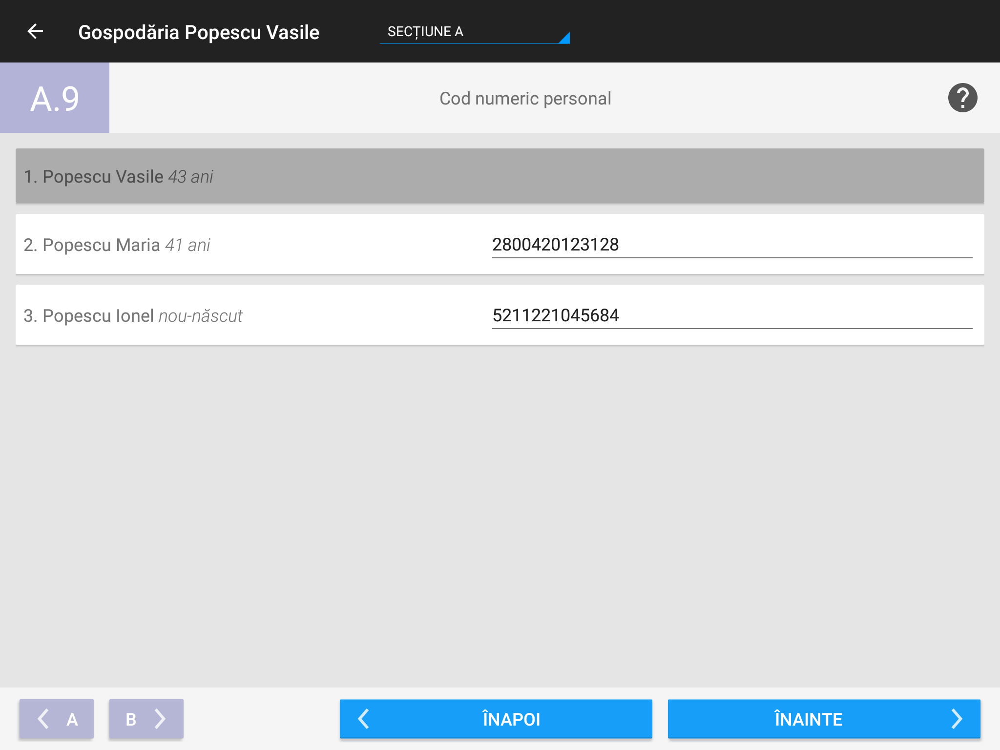 Gospodăria Popescu Vasile
SECȚIUNE A
A.9
Cod numeric personal
1. Popescu Vasile 43 ani
2. Popescu Maria 41 ani
2800420123128
3. Popescu Ionel nou-născut
5211221045684
A
B
ÎNAPOI
ÎNAINTE